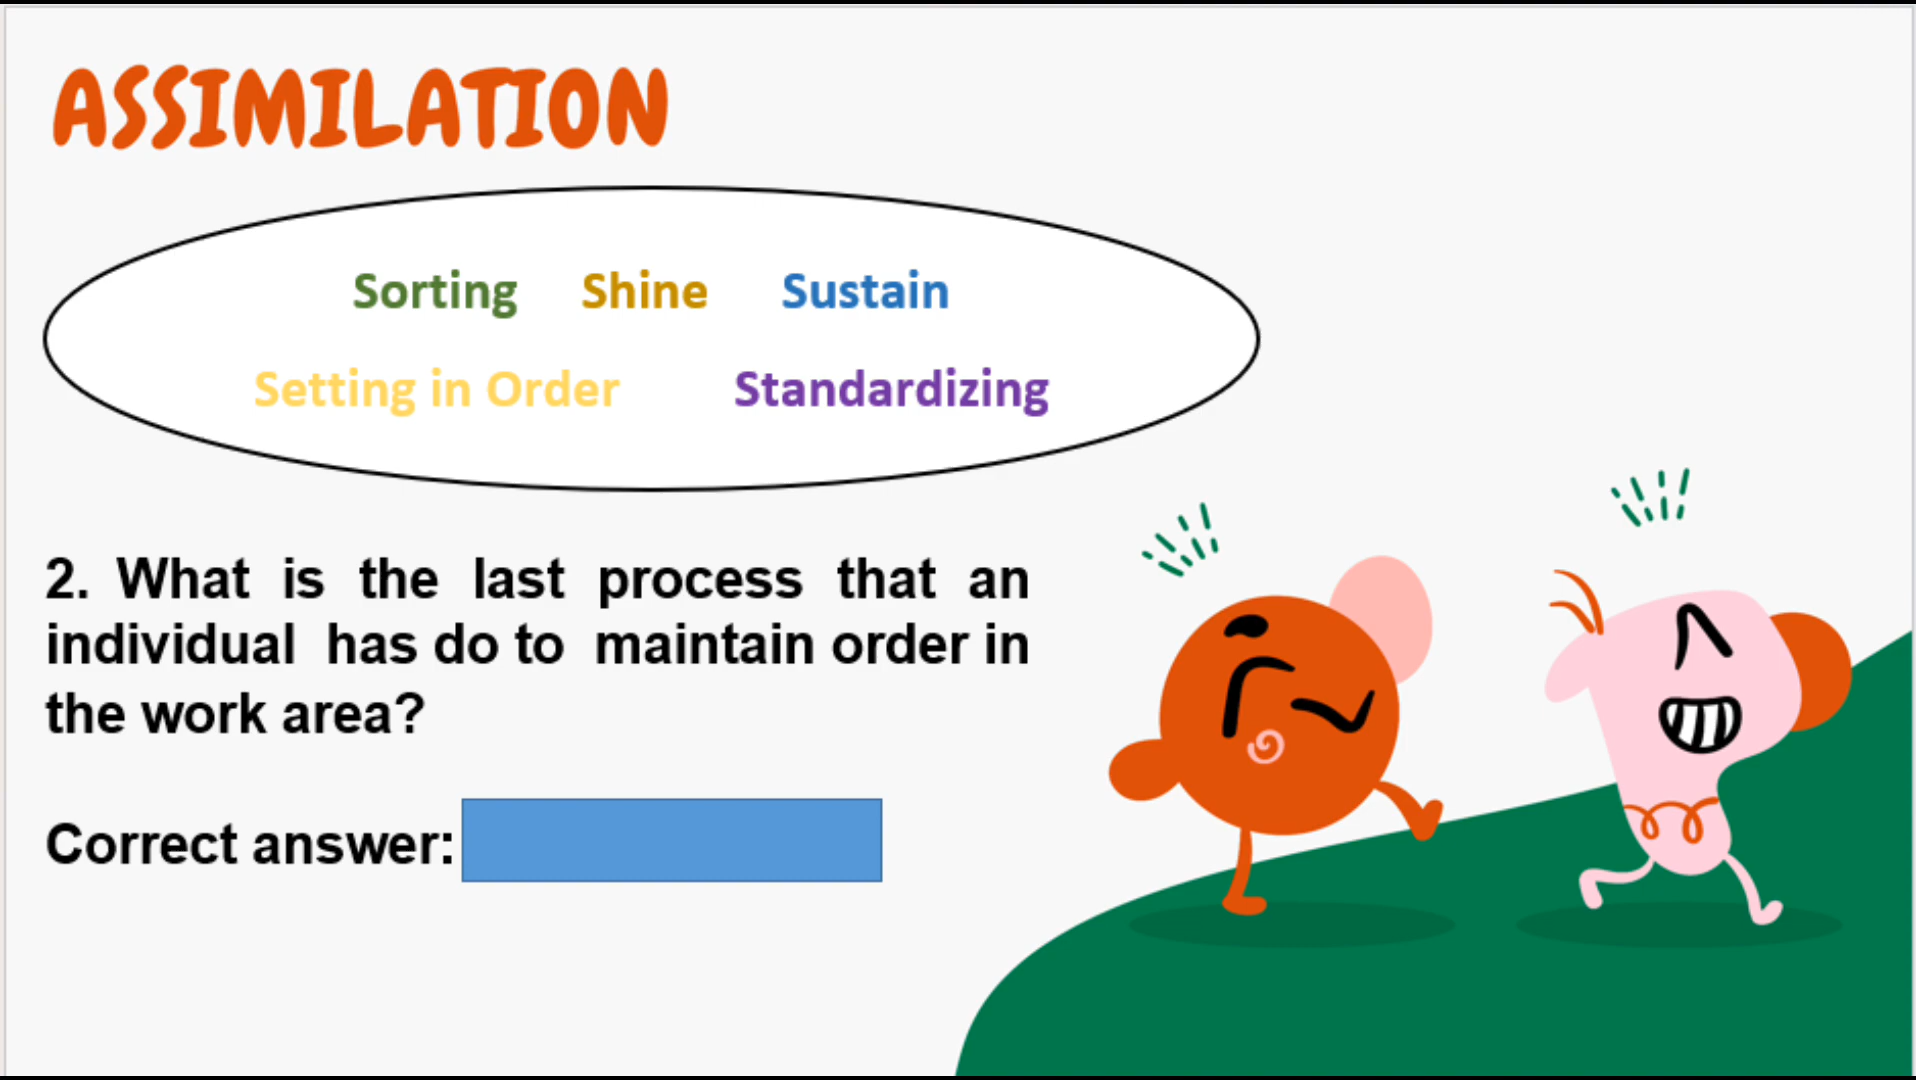 ASSIMILATION
Sorting Shine Sustain
Setting in Order Standardizing
2. What is the last process that an
individual has do to maintain order in
the work area?
Correct answer: